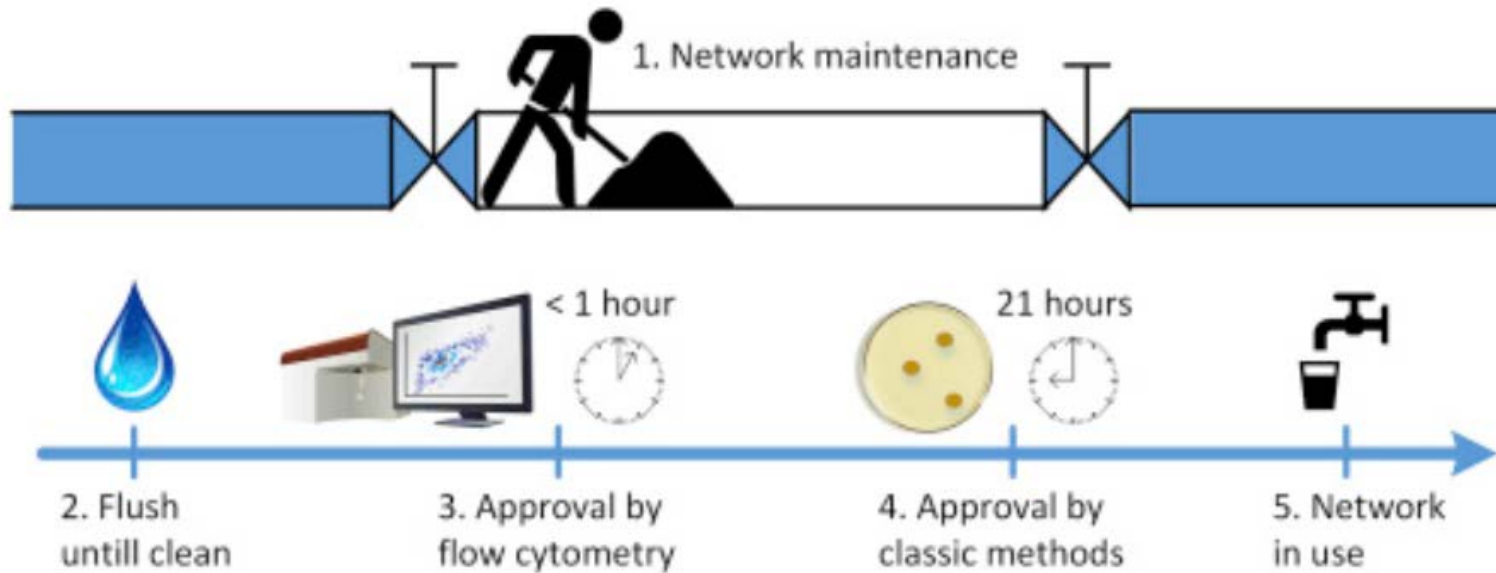 1. Network maintenance
< 1 hour
21 hours
2. Flush
untill clean
3. Approval by
flow cytometry
4. Approval by
classic methods
5. Network
in use